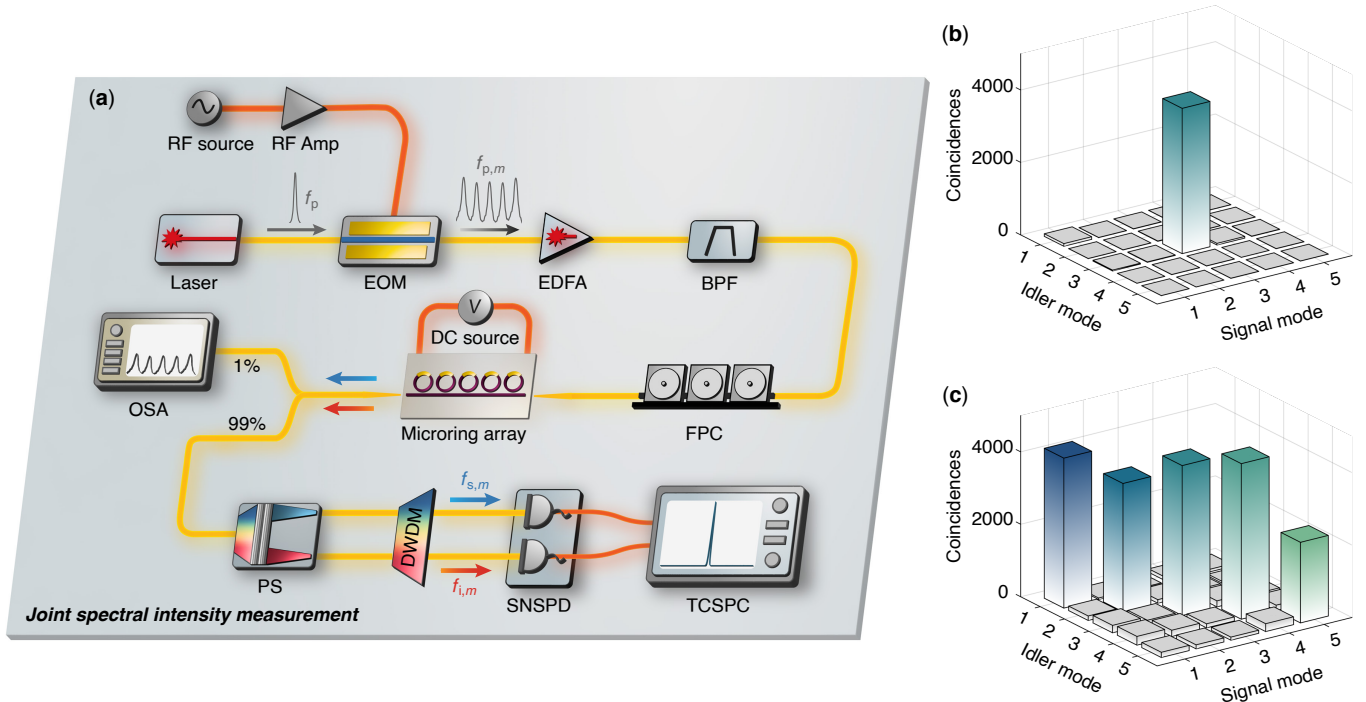 (a)
RF source
RF Amp
f_p
f_p,m
Laser
EOM
EDFA
BPF
V
DC source
OSA
1%
99%
Microring array
FPC
f_s,m
DWDM
f_i,m
PS
SNSPD
TCSPC
Joint spectral intensity measurement
(b)
Coincidences
4000
2000
0
1
2
3
4
5
Idler mode
1
2
3
4
5
Signal mode
(c)
Coincidences
4000
2000
0
1
2
3
4
5
Idler mode
1
2
3
4
5
Signal mode